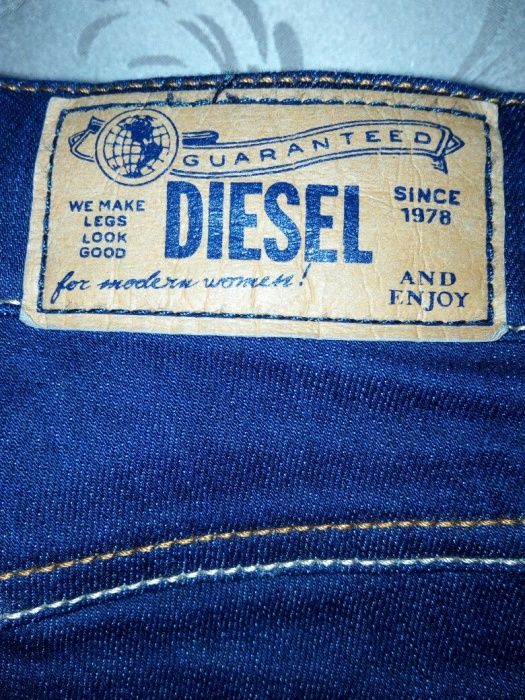 GUARANTEED
DIESEL
WE MAKE
LEGS
LOOK
GOOD
SINCE
1978
for modern women!
AND
ENJOY